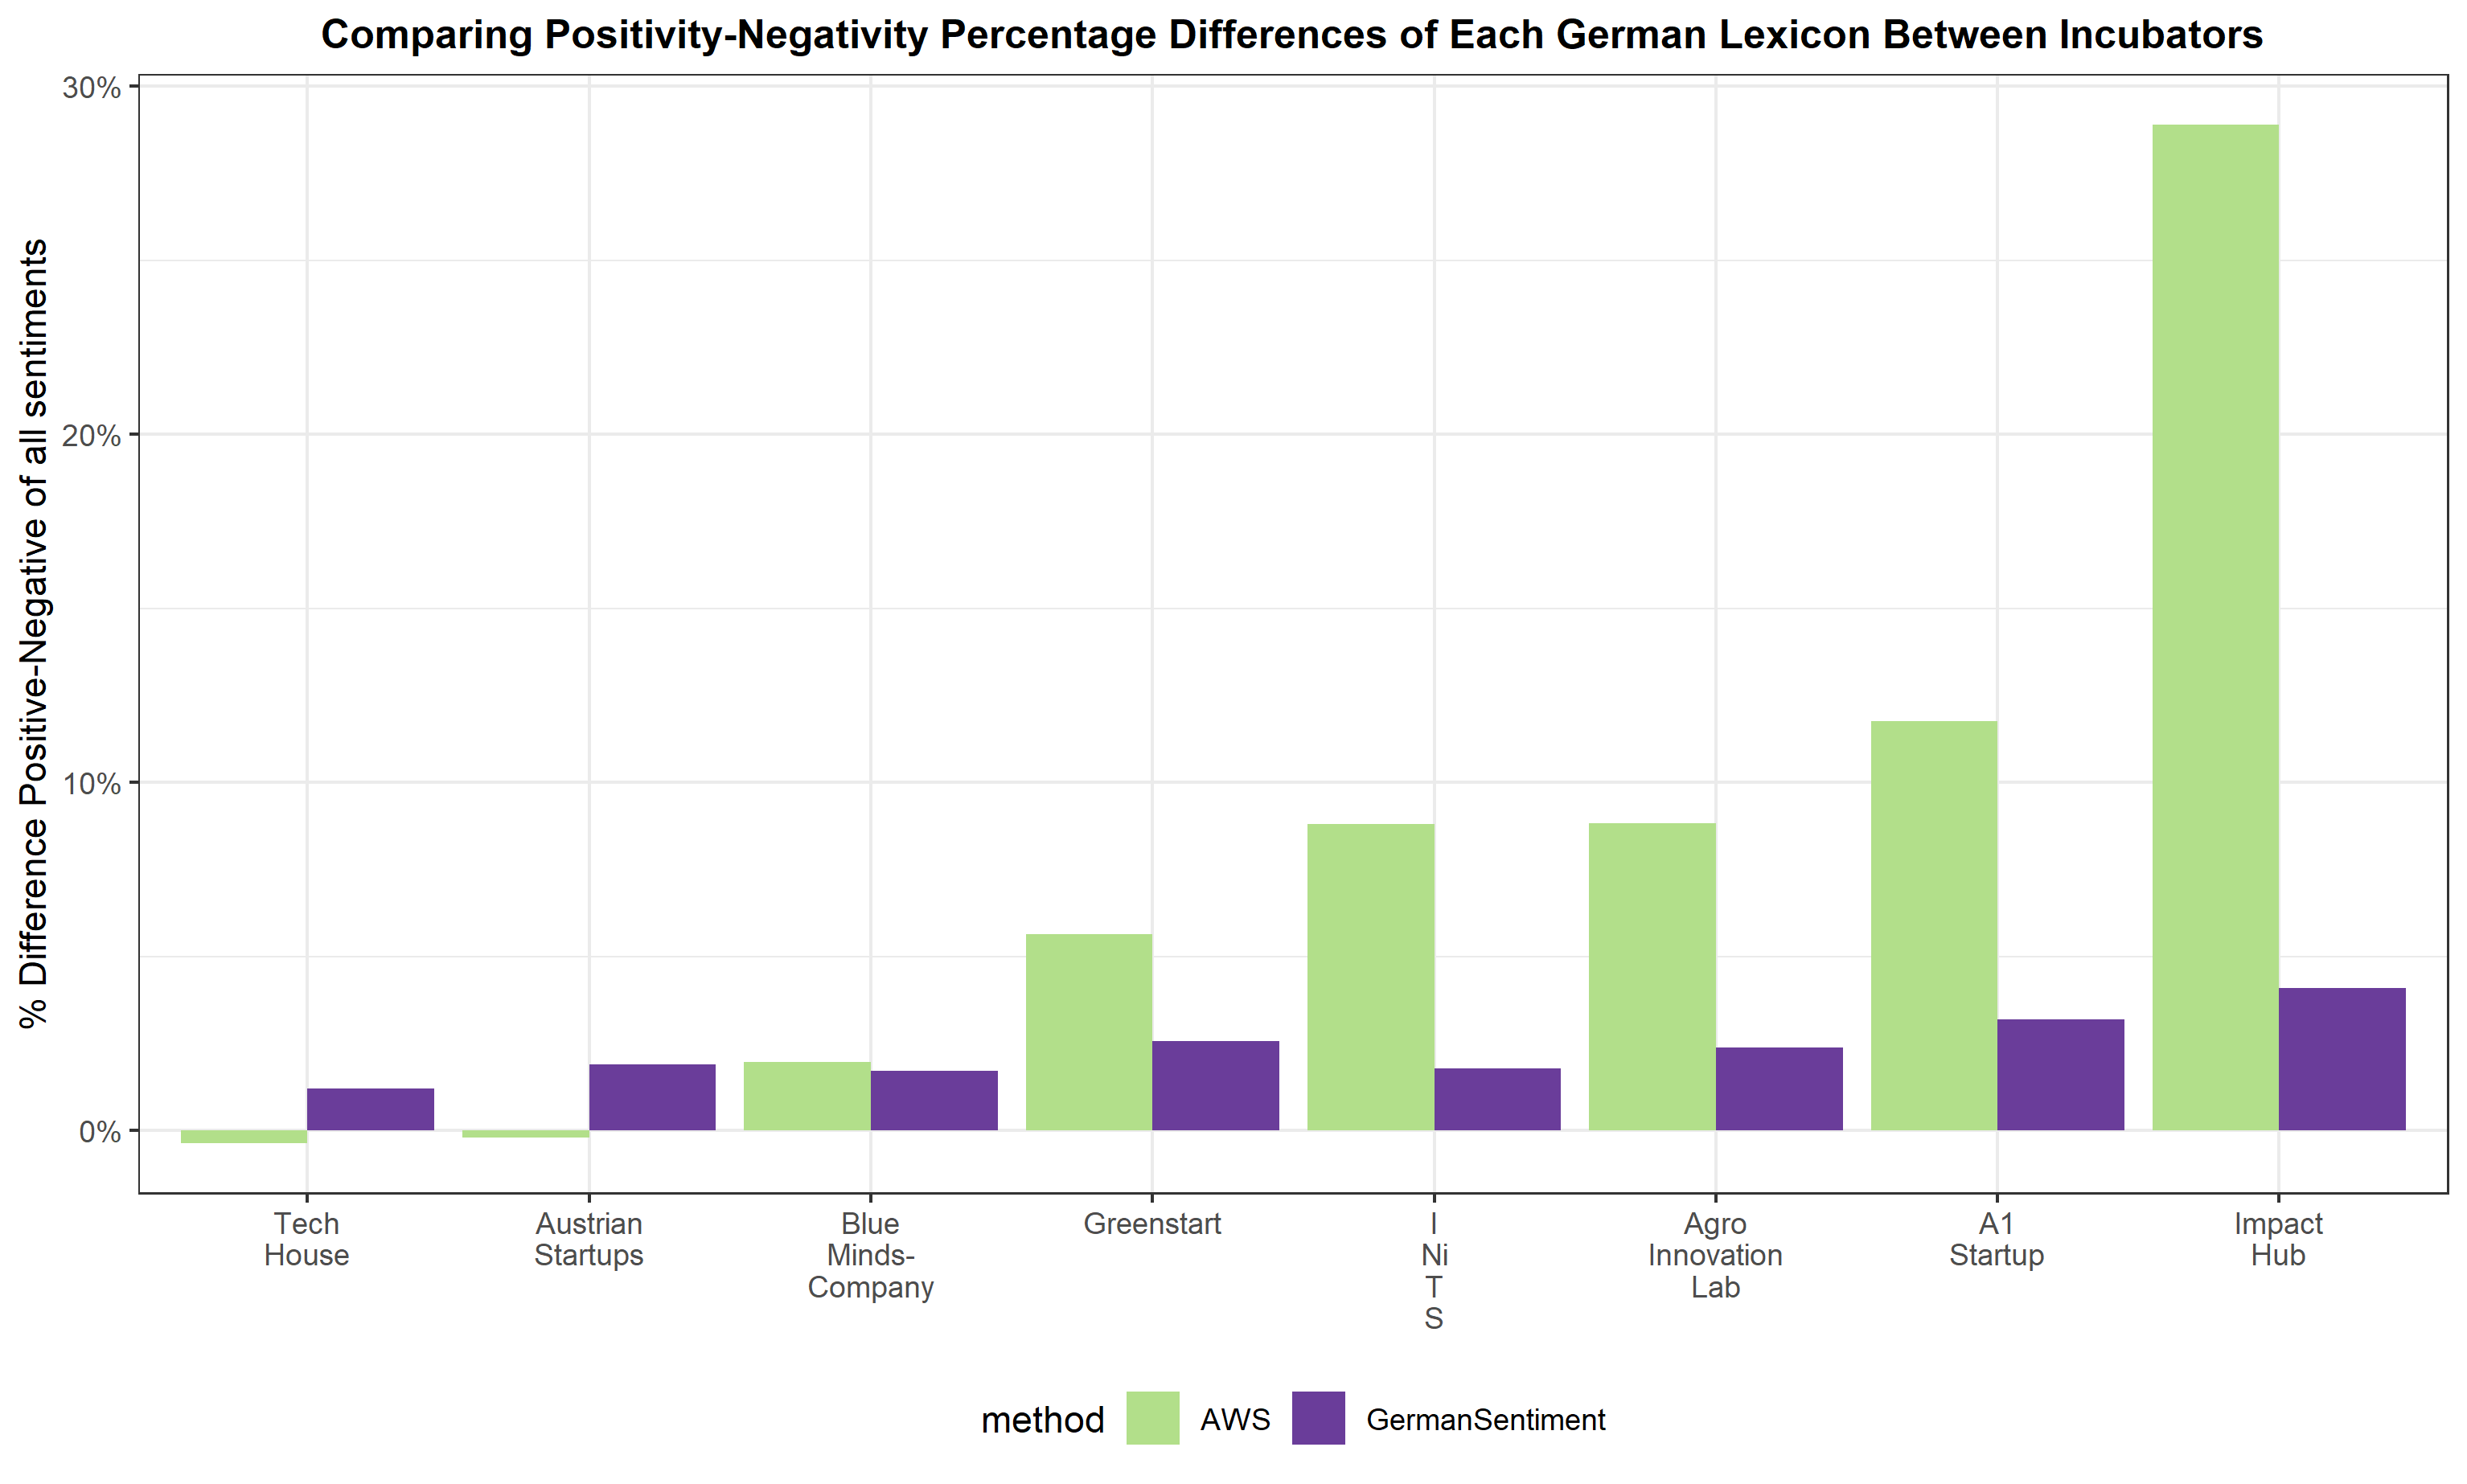 Comparing Positivity-Negativity Percentage Differences of Each German Lexicon Between Incubators
% Difference Positive-Negative of all sentiments
30%
20%
10%
0%
Tech
House
Austrian
Startups
Blue
Minds-
Company
Greenstart
I
Ni
T
S
Agro
Innovation
Lab
A1
Startup
Impact
Hub
method
AWS
GermanSentiment